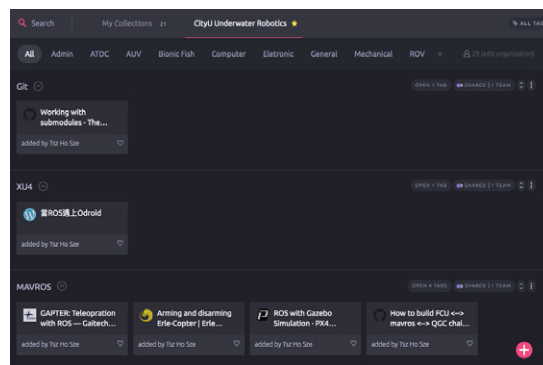 Search
My Collections 21
CityU Underwater Robotics
ALL TAG
All Admin ATDC AUV Bionic Fish Computer Eletronic General Mechanical ROV + 29 (edit organization)
Git
OPEN 1 TAB SHARED | 1 TEAM
Working with
submodules - The...
added by Tsz Ho Sze
XU4
OPEN 1 TAB SHARED | 1 TEAM
當ROS遇上Odroid
added by Tsz Ho Sze
MAVROS
OPEN 4 TABS SHARED | 1 TEAM
GAPTER: Teleopration
with ROS — Gaitech...
added by Tsz Ho Sze
Arming and disarming
Erle-Copter | Erle...
added by Tsz Ho Sze
ROS with Gazebo
Simulation · PX4...
added by Tsz Ho Sze
How to build FCU <-->
mavros <--> QGC chai...
added by Tsz Ho Sze